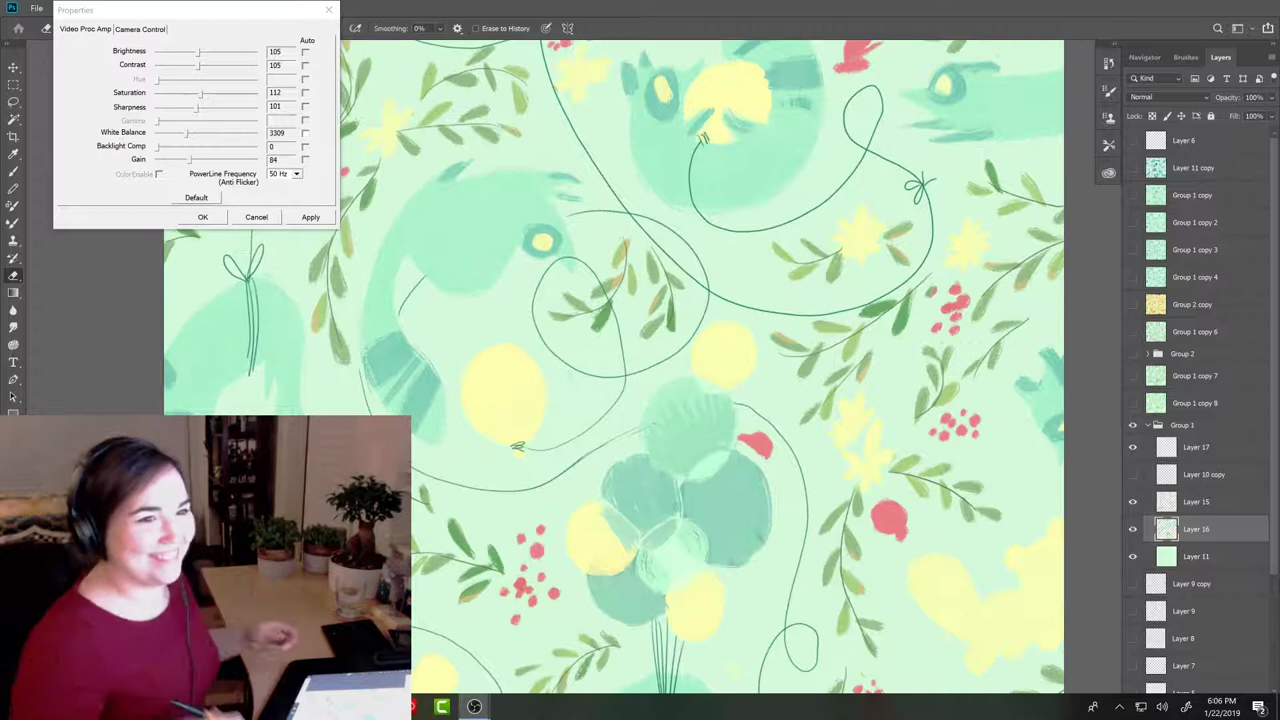 Ps File
Properties
Video Proc Amp Camera Control
Auto
Brightness 105
Contrast 105
Hue
Saturation 112
Sharpness 101
Gamma
White Balance 3309
Backlight Comp 0
Gain 84
ColorEnable PowerLine Frequency (Anti Flicker) 50 Hz
Default
OK Cancel Apply
Smoothing: 0% Erase to History
Navigator Brushes Layers
Kind
Normal Opacity: 100%
Lock: Fill: 100%
Layer 6
Layer 11 copy
Group 1 copy
Group 1 copy 2
Group 1 copy 3
Group 1 copy 4
Group 2 copy
Group 1 copy 6
Group 2
Group 1 copy 7
Group 1 copy 8
Group 1
Layer 17
Layer 10 copy
Layer 15
Layer 16
Layer 11
Layer 9 copy
Layer 9
Layer 8
Layer 7
6:06 PM
1/22/2019
2